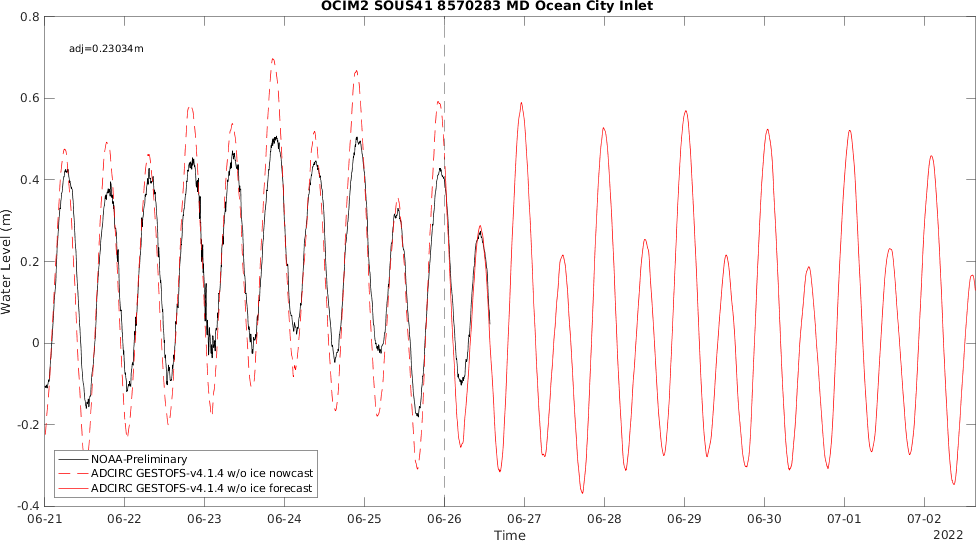 OCIM2 SOUS41 8570283 MD Ocean City Inlet
adj=0.23034m
0.8
0.6
0.4
0.2
0
-0.2
-0.4
Water Level (m)
NOAA-Preliminary
ADCIRC GESTOFS-v4.1.4 w/o ice nowcast
ADCIRC GESTOFS-v4.1.4 w/o ice forecast
06-21 06-22 06-23 06-24 06-25 06-26 06-27 06-28 06-29 06-30 07-01 07-02
Time
2022